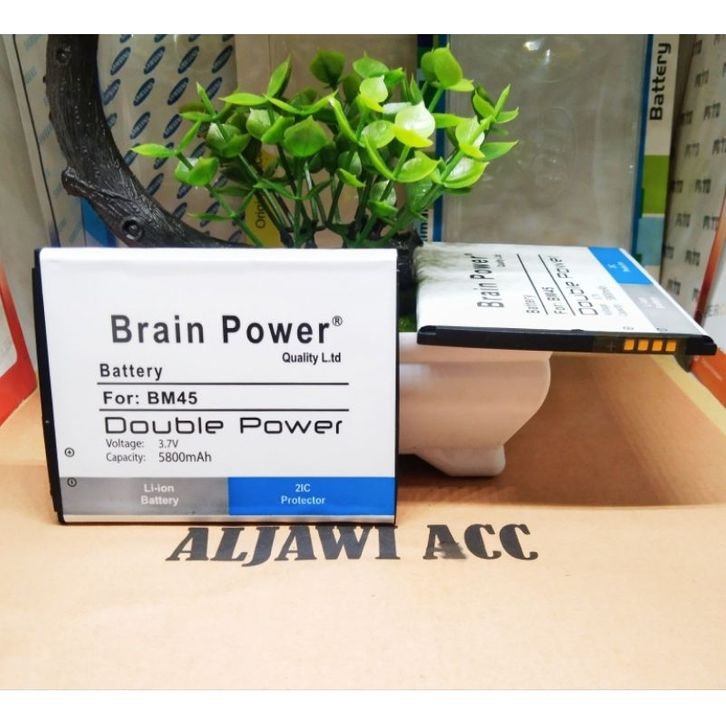 Brain Power®
Quality L.td
Battery
For: BM45
Double Power
Voltage: 3.7V
Capacity: 5800mAh
Li-ion
Battery
2IC
Protector
Brain Power
Battery
For: BM45
Double Power
Battery
ALJAWI ACC